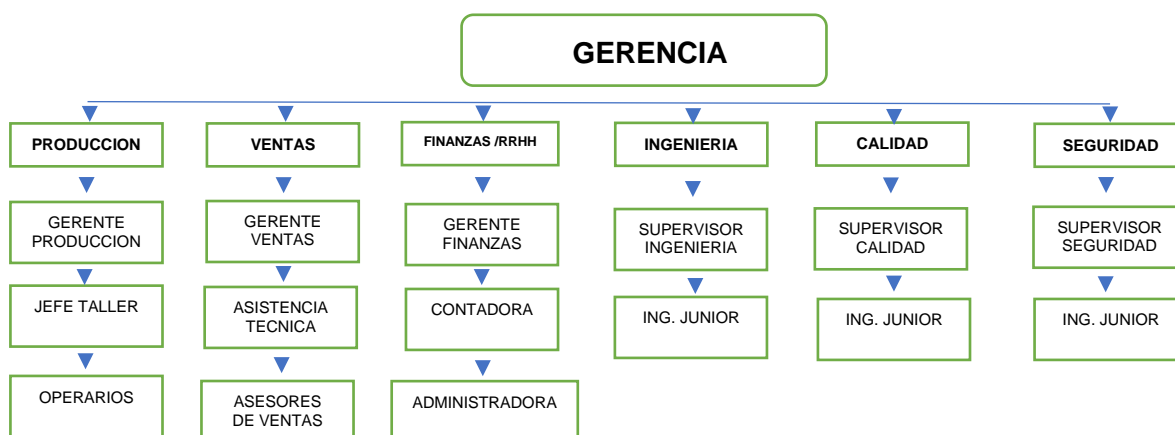 GERENCIA
PRODUCCION
VENTAS
FINANZAS /RRHH
INGENIERIA
CALIDAD
SEGURIDAD
GERENTE
PRODUCCION
GERENTE
VENTAS
GERENTE
FINANZAS
SUPERVISOR
INGENIERIA
SUPERVISOR
CALIDAD
SUPERVISOR
SEGURIDAD
JEFE TALLER
ASISTENCIA
TECNICA
CONTADORA
ING. JUNIOR
ING. JUNIOR
ING. JUNIOR
OPERARIOS
ASESORES
DE VENTAS
ADMINISTRADORA